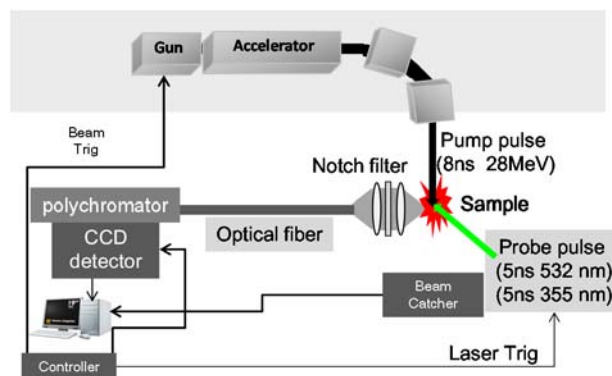 Gun
Accelerator
Beam
Trig
Pump pulse
(8ns 28MeV)
Notch filter
polychromator
Sample
Optical fiber
CCD
detector
Probe pulse
(5ns 532 nm)
(5ns 355 nm)
Beam
Catcher
Laser Trig
Controller